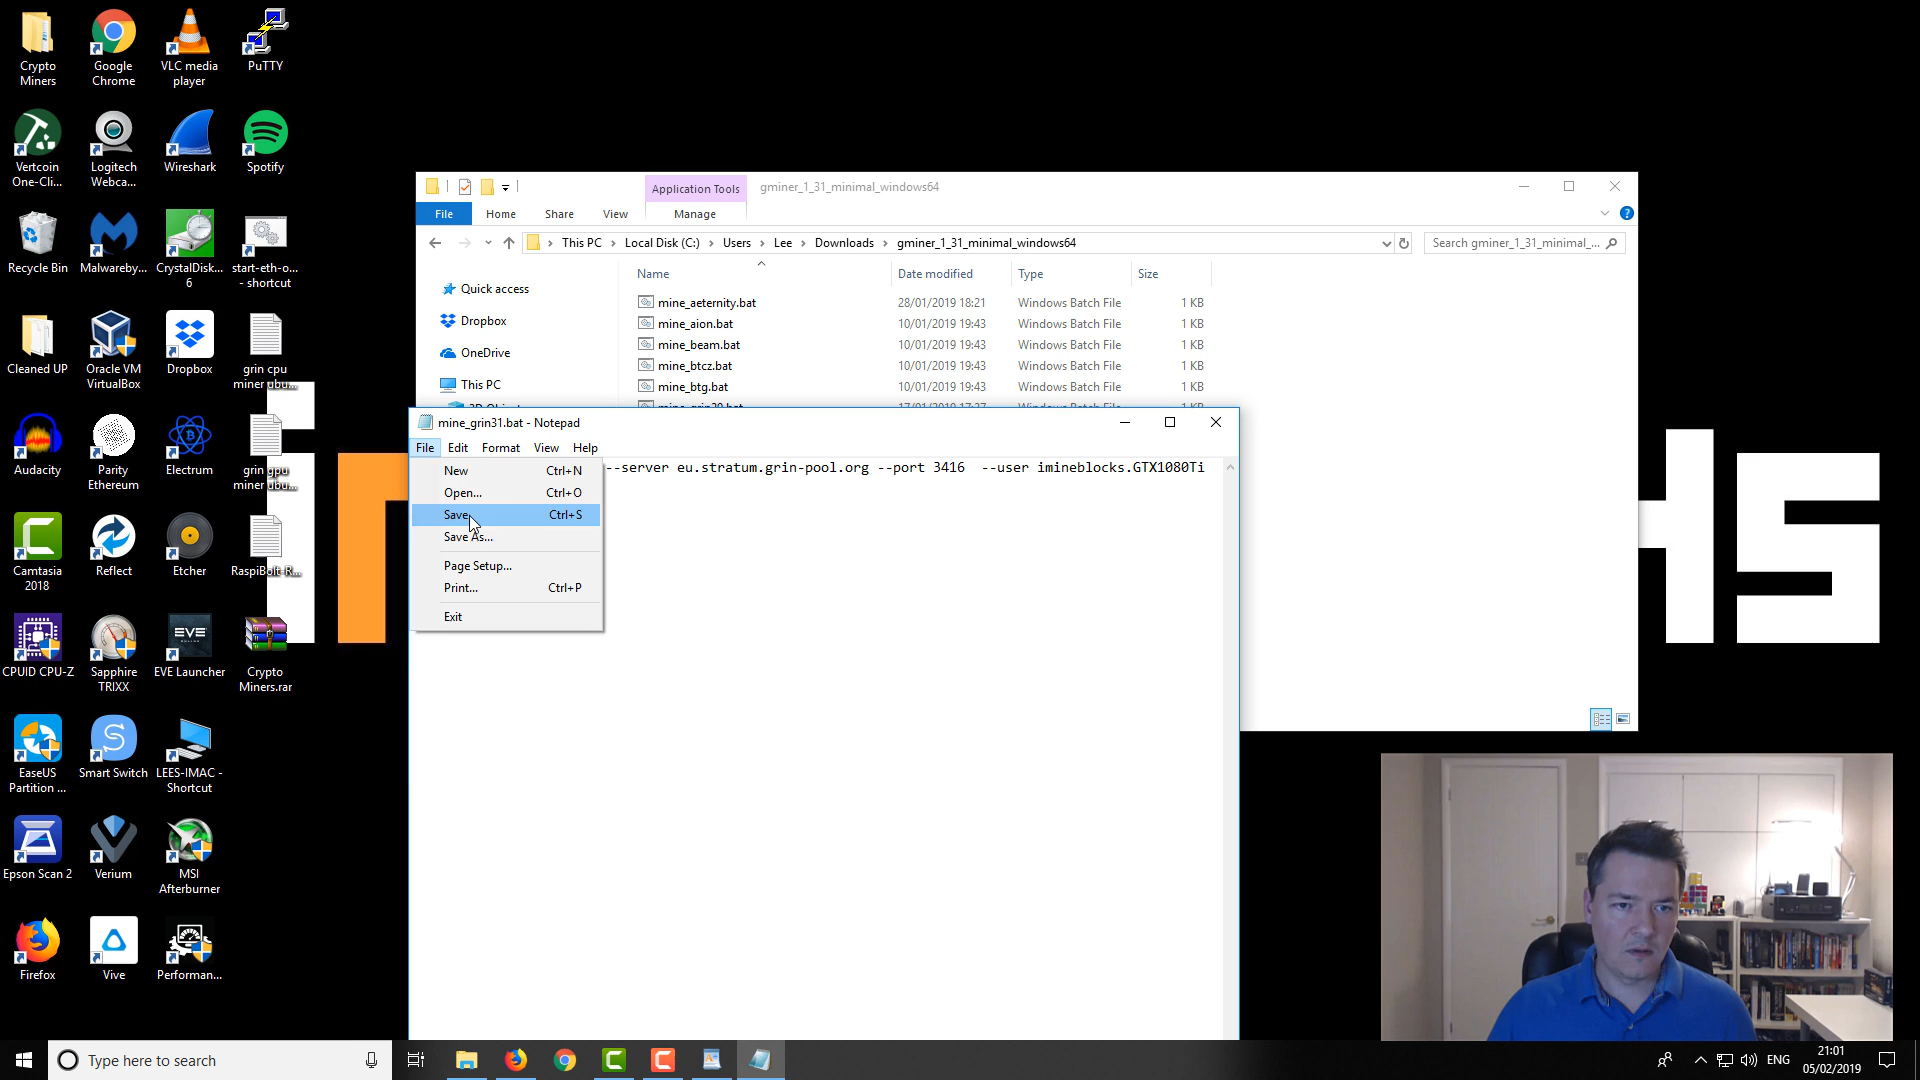 Crypto
Miners
Google
Chrome
VLC media
player
PuTTY
Vertcoin
One-Cli...
Logitech
Webca...
Wireshark
Spotify
Recycle Bin
Malwareby...
CrystalDisk...
6
start-eth-o...
- shortcut
Cleaned UP
Oracle VM
VirtualBox
Dropbox
grin cpu
miner ubu...
Audacity
Parity
Ethereum
Electrum
grin gpu
miner ubu...
Camtasia
2018
Reflect
Etcher
RaspiBolt-R...
CPUID CPU-Z
Sapphire
TRIXX
EVE
EVE Launcher
Crypto
Miners.rar
EaseUS
Partition ...
Smart Switch
LEES-IMAC -
Shortcut
Epson Scan 2
Verium
MSI
Afterburner
Firefox
Vive
Performan...
Application Tools
gminer_1_31_minimal_windows64
File
Home
Share
View
Manage
This PC
Local Disk (C:)
Users
Lee
Downloads
gminer_1_31_minimal_windows64
Search gminer_1_31_minimal_...
Name
Date modified
Type
Size
Quick access
Dropbox
OneDrive
This PC
mine_aeternity.bat 28/01/2019 18:21 Windows Batch File 1 KB
mine_aion.bat 10/01/2019 19:43 Windows Batch File 1 KB
mine_beam.bat 10/01/2019 19:43 Windows Batch File 1 KB
mine_btcz.bat 10/01/2019 19:43 Windows Batch File 1 KB
mine_btg.bat 10/01/2019 19:43 Windows Batch File 1 KB
mine_grin31.bat - Notepad
File Edit Format View Help
--server eu.stratum.grin-pool.org --port 3416  --user imineblocks.GTX1080Ti
New Ctrl+N
Open... Ctrl+O
Save Ctrl+S
Save As...
Page Setup...
Print... Ctrl+P
Exit
Type here to search
ENG
21:01
05/02/2019